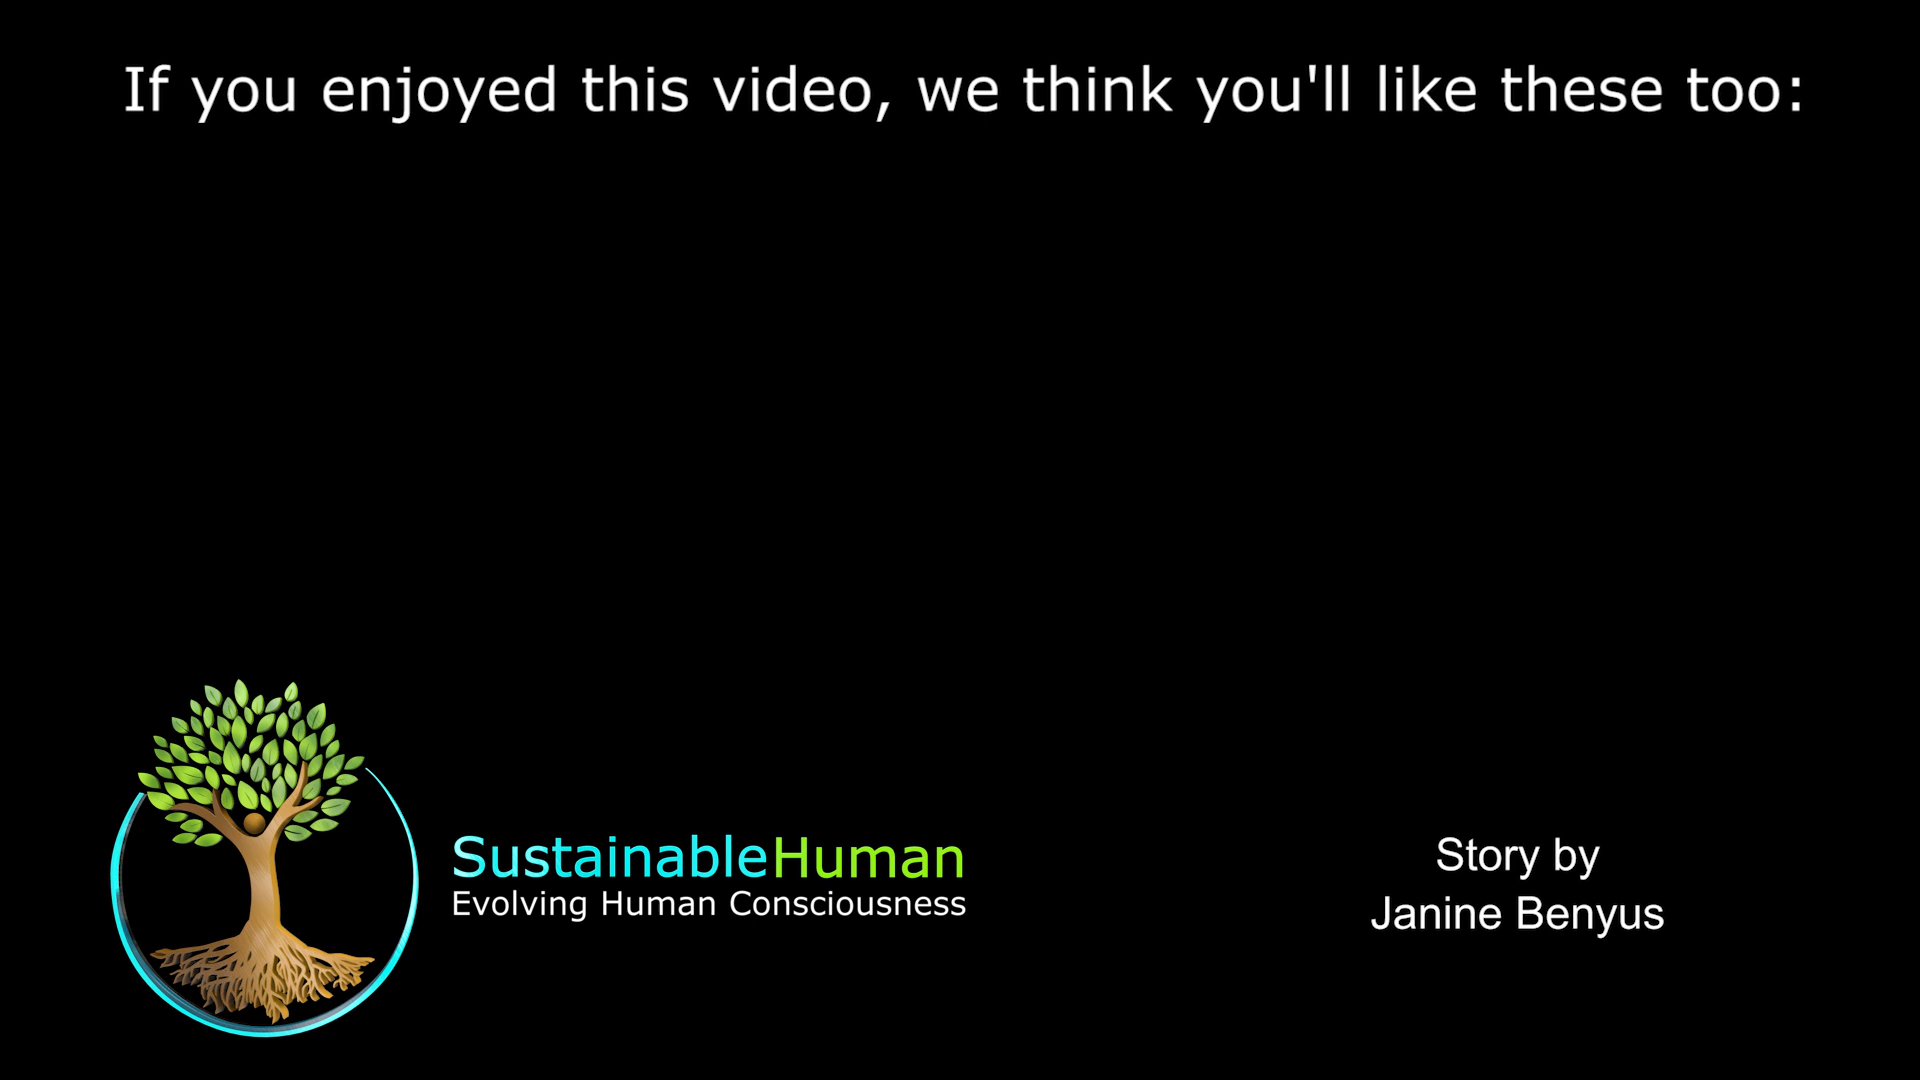 If you enjoyed this video, we think you'll like these too:
SustainableHuman
Evolving Human Consciousness
Story by
Janine Benyus